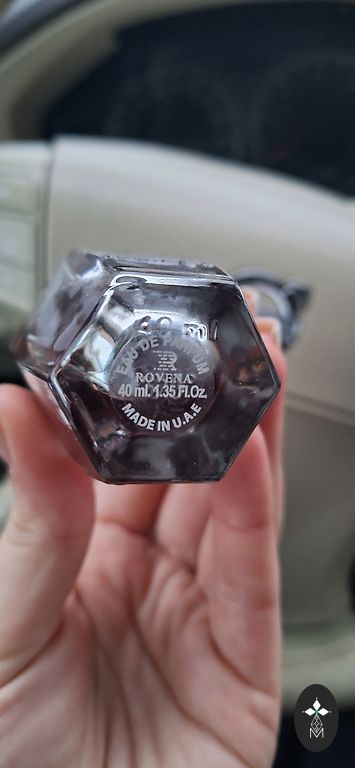 EAU DE PARFUM
R
ROVENA
40 ml. 1.35 Fl.Oz.
MADE IN U.A.E
M